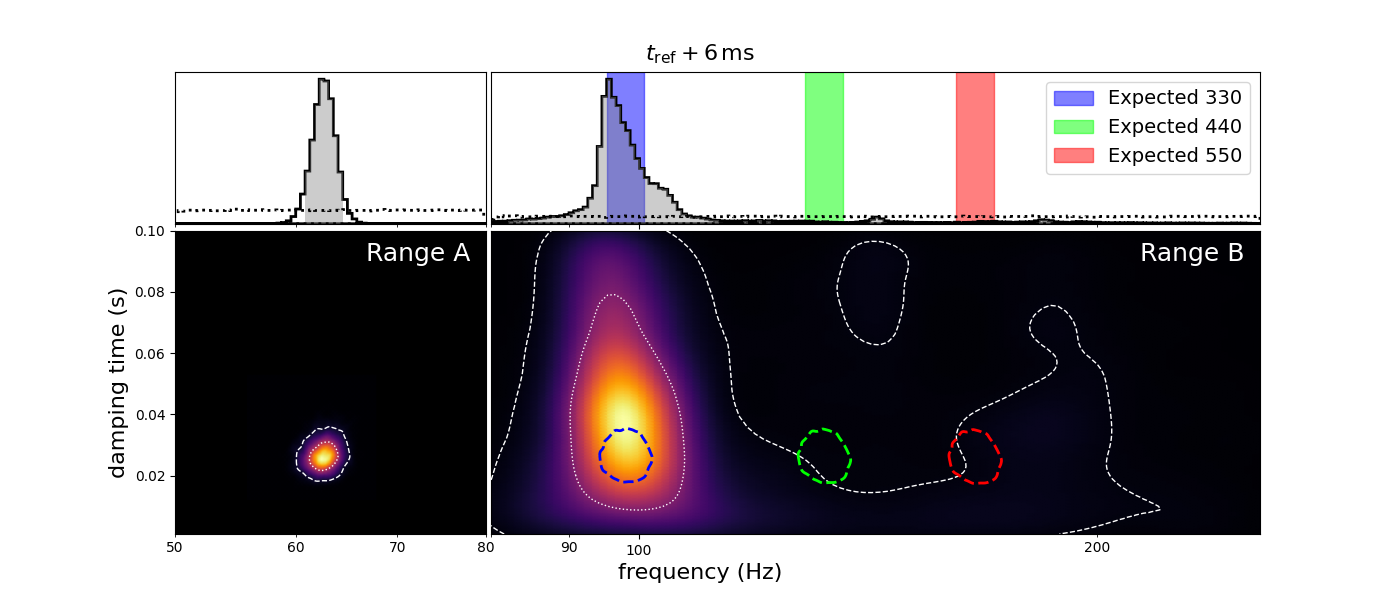 t_ref + 6 ms
Expected 330
Expected 440
Expected 550
Range A
Range B
damping time (s)
0.10
0.08
0.06
0.04
0.02
50
60
70
80
90
100
200
frequency (Hz)